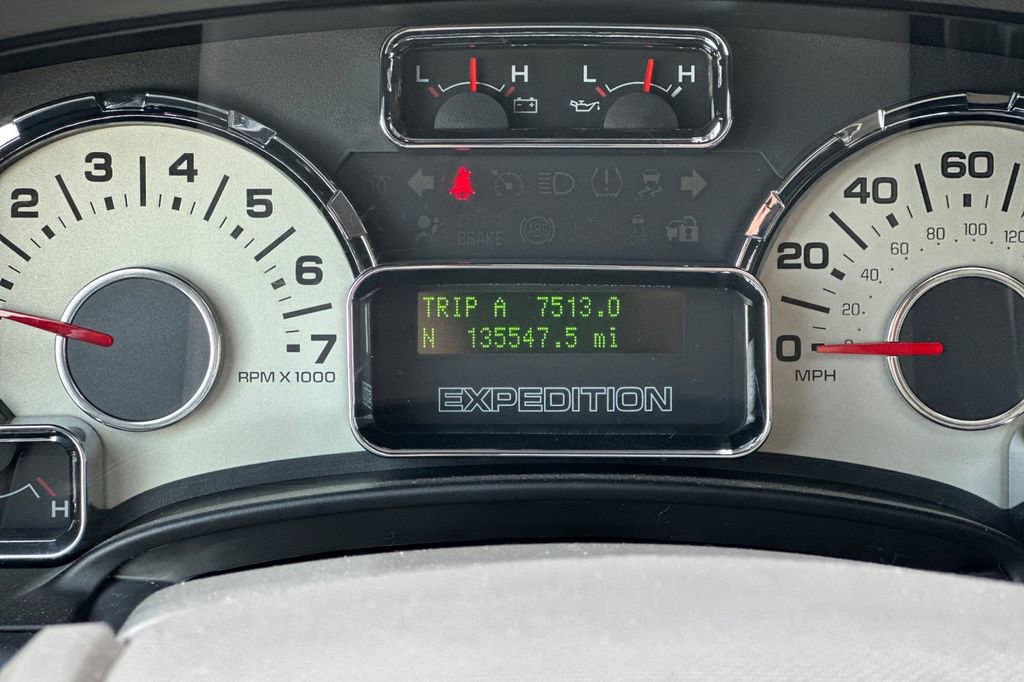 L H L H
2 3 4 5 6 7
RPM X 1000
BRAKE ABS
TRIP A 7513.0
N 135547.5 mi
EXPEDITION
0 20 40 60
20 40 60 80 100 120
MPH
H